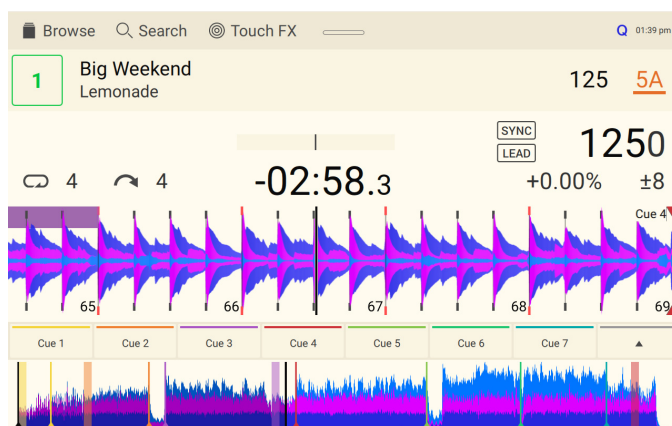 Browse Search Touch FX Q 01:39 pm
1 Big Weekend 125 5A
Lemonade
SYNC 1250
LEAD
4 4 -02:58.3 +0.00% ±8
Cue 4
65 66 67 68 69
Cue 1 Cue 2 Cue 3 Cue 4 Cue 5 Cue 6 Cue 7